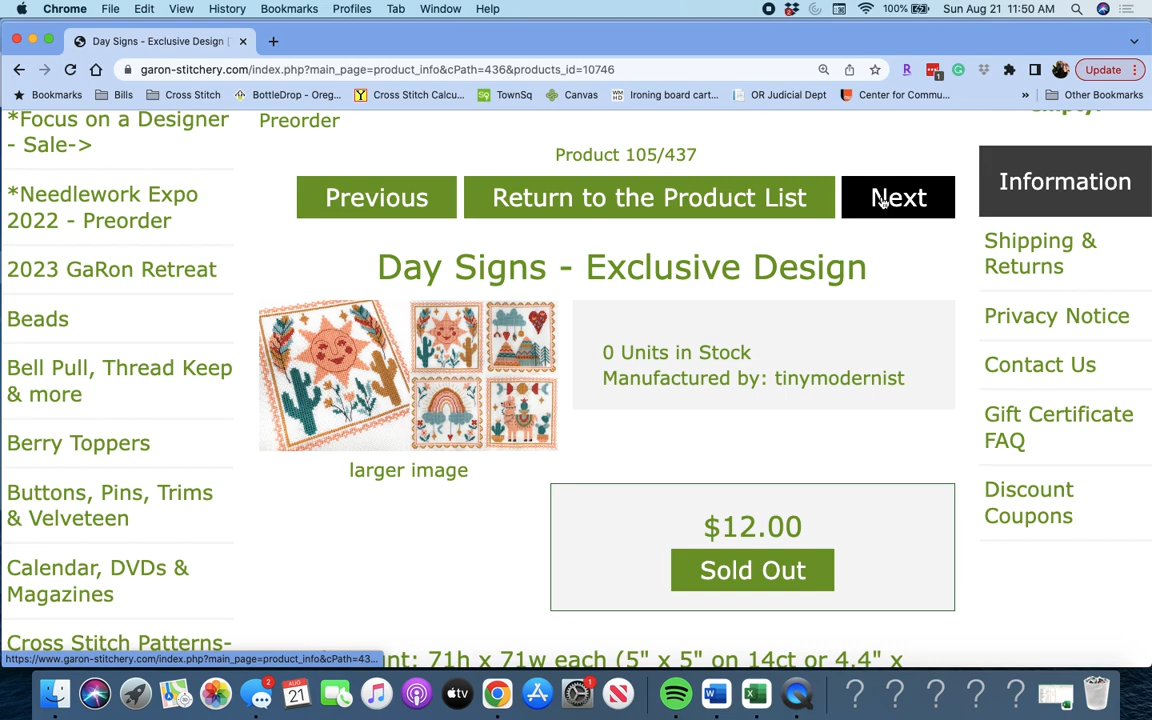 Chrome File Edit View History Bookmarks Profiles Tab Window Help 100% Sun Aug 21 11:50 AM
Day Signs - Exclusive Design
garon-stitchery.com/index.php?main_page=product_info&cPath=436&products_id=10746
Update
Bookmarks Bills Cross Stitch BottleDrop - Oreg... Cross Stitch Calcu... TownSq Canvas Ironing board cart... OR Judicial Dept Center for Commu... » Other Bookmarks
*Focus on a Designer
- Sale->
*Needlework Expo
2022 - Preorder
2023 GaRon Retreat
Beads
Bell Pull, Thread Keep
& more
Berry Toppers
Buttons, Pins, Trims
& Velveteen
Calendar, DVDs &
Magazines
Cross Stitch Patterns-
Preorder
Product 105/437
Previous
Return to the Product List
Next
Day Signs - Exclusive Design
0 Units in Stock
Manufactured by: tinymodernist
larger image
$12.00
Sold Out
71h x 71w each (5" x 5" on 14ct or 4.4" x
Information
Shipping &
Returns
Privacy Notice
Contact Us
Gift Certificate
FAQ
Discount
Coupons
https://www.garon-stitchery.com/index.php?main_page=product_info&cPath=43...
AUG
21
2
1
tv